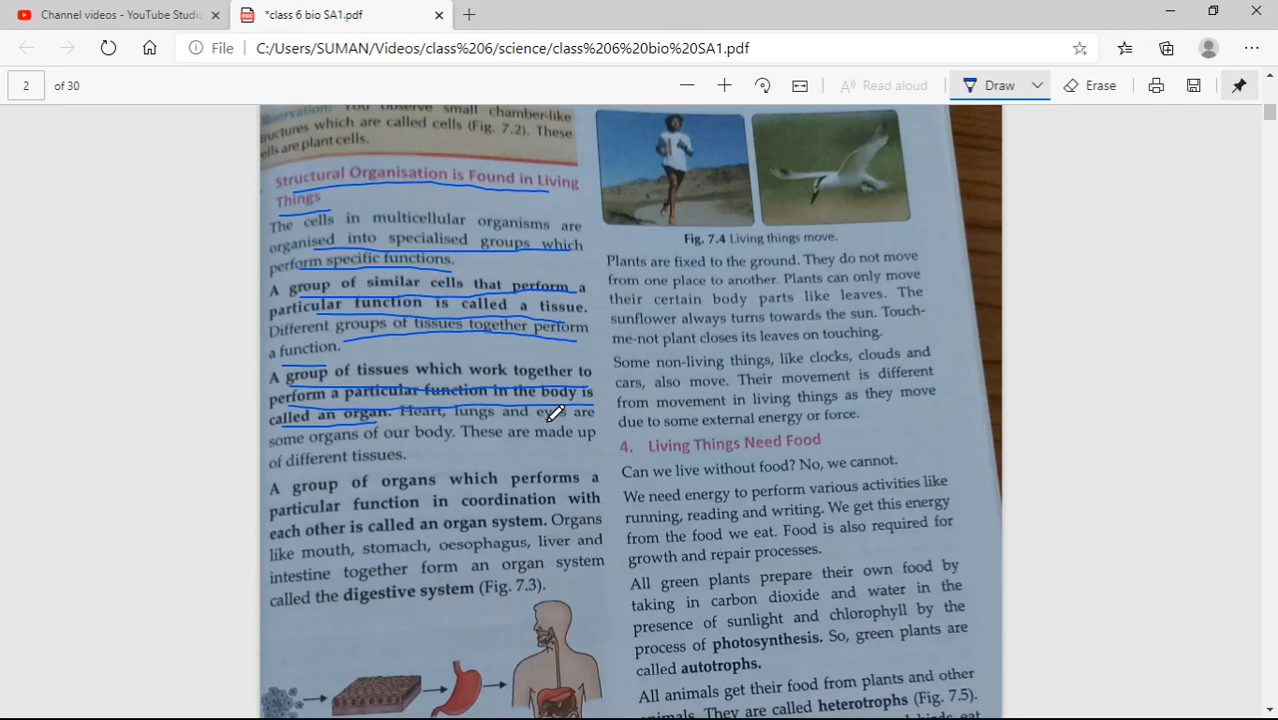 Channel videos - YouTube Studi
*class 6 bio SA1.pdf
File
C:/Users/SUMAN/Videos/class%206/science/class%206%20bio%20SA1.pdf
2
of 30
Read aloud
Draw
Erase
observe small chamber-like
which are called cells (Fig. 7.2). These
are plant cells.
Structural Organisation is Found in Living
Things
The cells in multicellular organisms are
organised into specialised groups which
perform specific functions.
A group of similar cells that perform a
particular function is called a tissue.
Different groups of tissues together perform
a function.
A group of tissues which work together to
perform a particular function in the body is
called an organ. Heart, lungs and eyes are
some organs of our body. These are made up
of different tissues.
A group of organs which performs a
particular function in coordination with
each other is called an organ system. Organs
like mouth, stomach, oesophagus, liver and
intestine together form an organ system
called the digestive system (Fig. 7.3).
Fig. 7.4 Living things move.
Plants are fixed to the ground. They do not move
from one place to another. Plants can only move
their certain body parts like leaves. The
sunflower always turns towards the sun. Touch-
me-not plant closes its leaves on touching.
Some non-living things, like clocks, clouds and
cars, also move. Their movement is different
from movement in living things as they move
due to some external energy or force.
4. Living Things Need Food
Can we live without food? No, we cannot.
We need energy to perform various activities like
running, reading and writing. We get this energy
from the food we eat. Food is also required for
growth and repair processes.
All green plants prepare their own food by
taking in carbon dioxide and water in the
presence of sunlight and chlorophyll by the
process of photosynthesis. So, green plants are
called autotrophs.
All animals get their food from plants and other
They are called heterotrophs (Fig. 7.5).